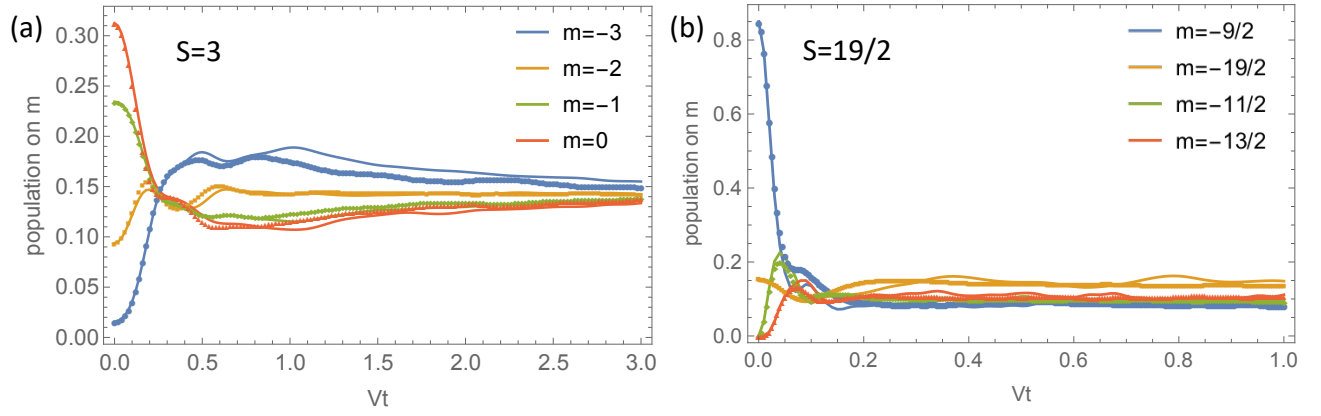 (a)
S=3
m=−3
m=−2
m=−1
m=0
population on m
0.30
0.25
0.20
0.15
0.10
0.05
0.00
0.0 0.5 1.0 1.5 2.0 2.5 3.0
Vt
(b)
S=19/2
m=−9/2
m=−19/2
m=−11/2
m=−13/2
population on m
0.8
0.6
0.4
0.2
0.0
0.0 0.2 0.4 0.6 0.8 1.0
Vt